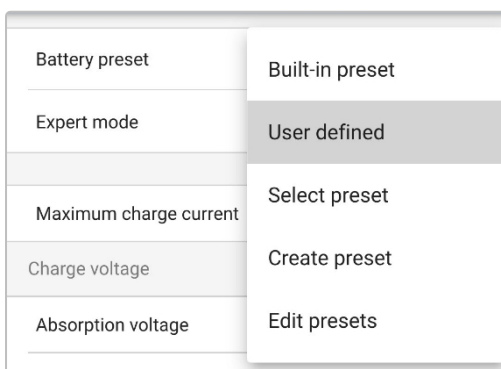 Battery preset
Expert mode
Maximum charge current
Charge voltage
Absorption voltage
Built-in preset
User defined
Select preset
Create preset
Edit presets